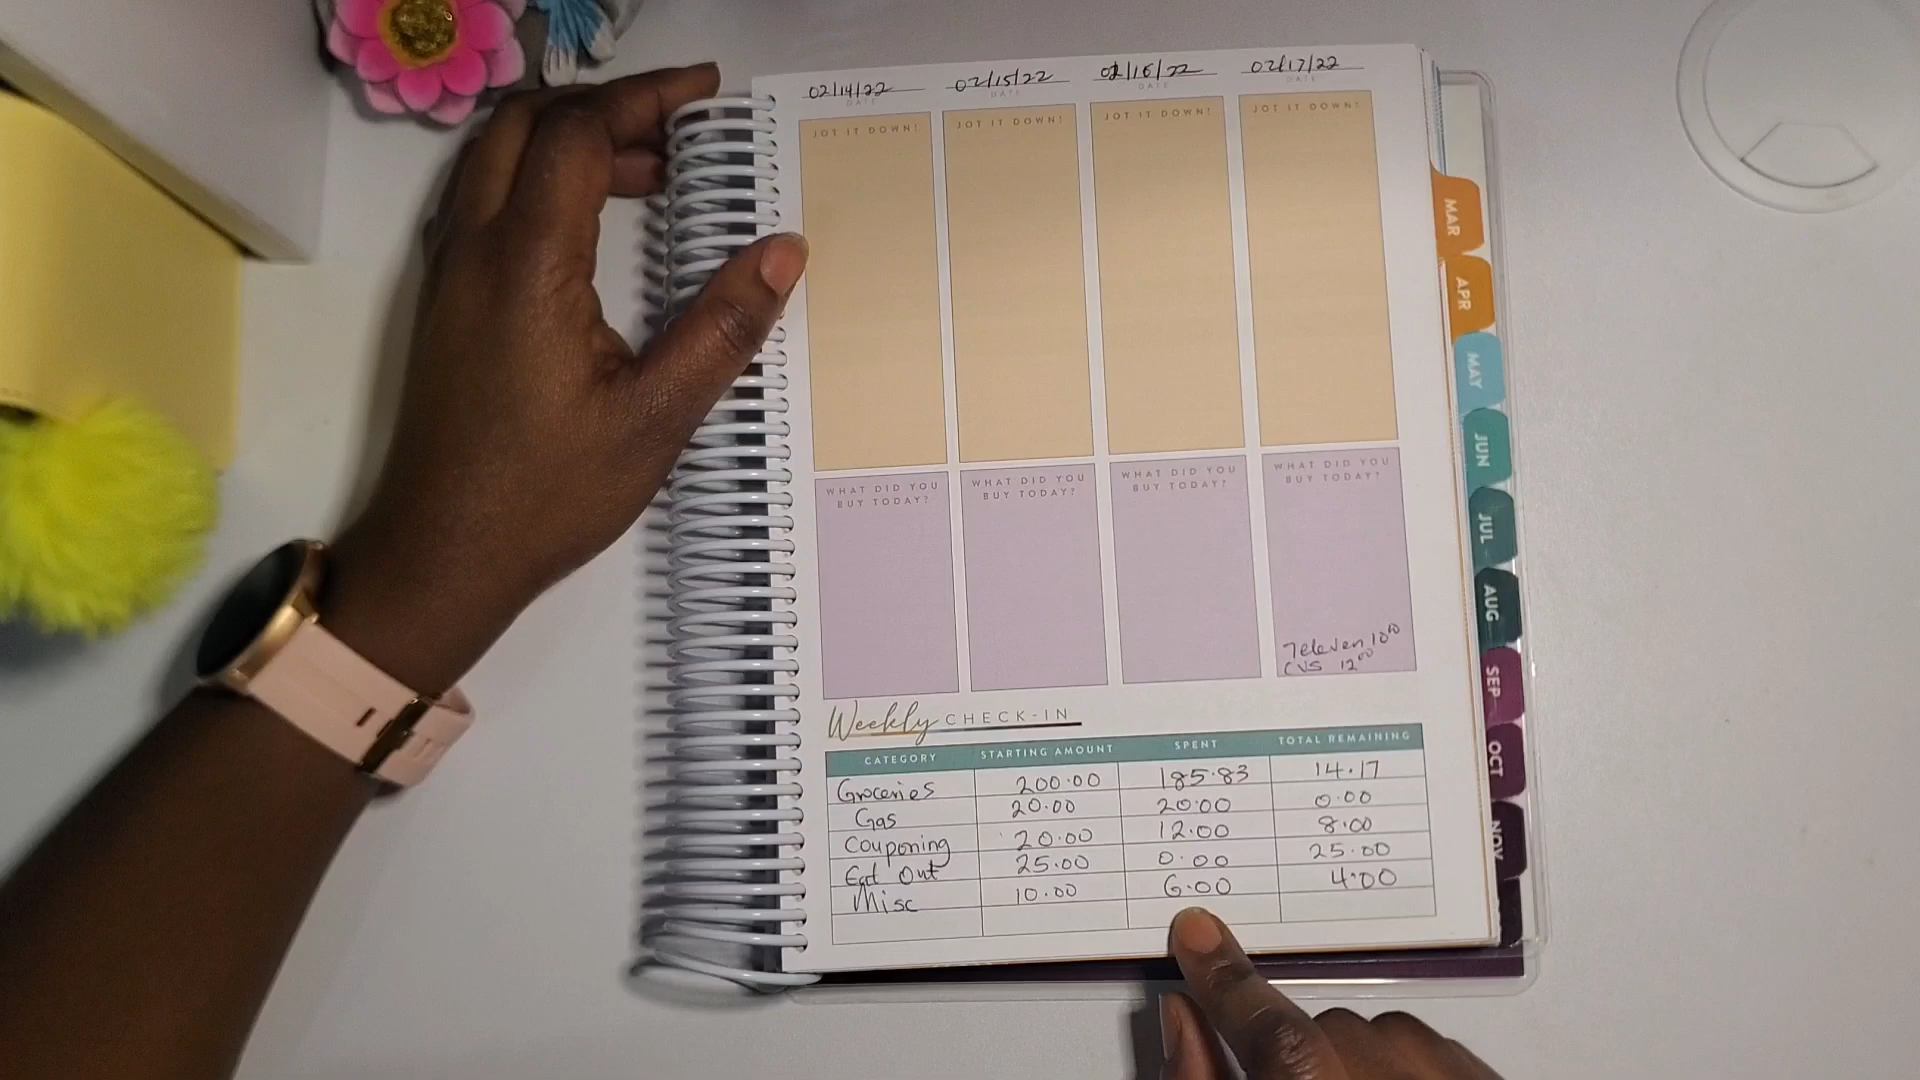 02/14/22 02/15/22 02/16/22 02/17/22
DATE DATE DATE DATE
JOT IT DOWN! JOT IT DOWN! JOT IT DOWN! JOT IT DOWN!
WHAT DID YOU WHAT DID YOU WHAT DID YOU WHAT DID YOU
BUY TODAY? BUY TODAY? BUY TODAY? BUY TODAY?
7eleven 10.00
CVS 12.00
Weekly CHECK-IN
CATEGORY STARTING AMOUNT SPENT TOTAL REMAINING
Groceries 200.00 185.83 14.17
Gas 20.00 20.00 0.00
Couponing 20.00 12.00 8.00
Eat Out 25.00 0.00 25.00
Misc 10.00 6.00 4.00
MAR
APR
MAY
JUN
JUL
AUG
SEP
OCT
NOV